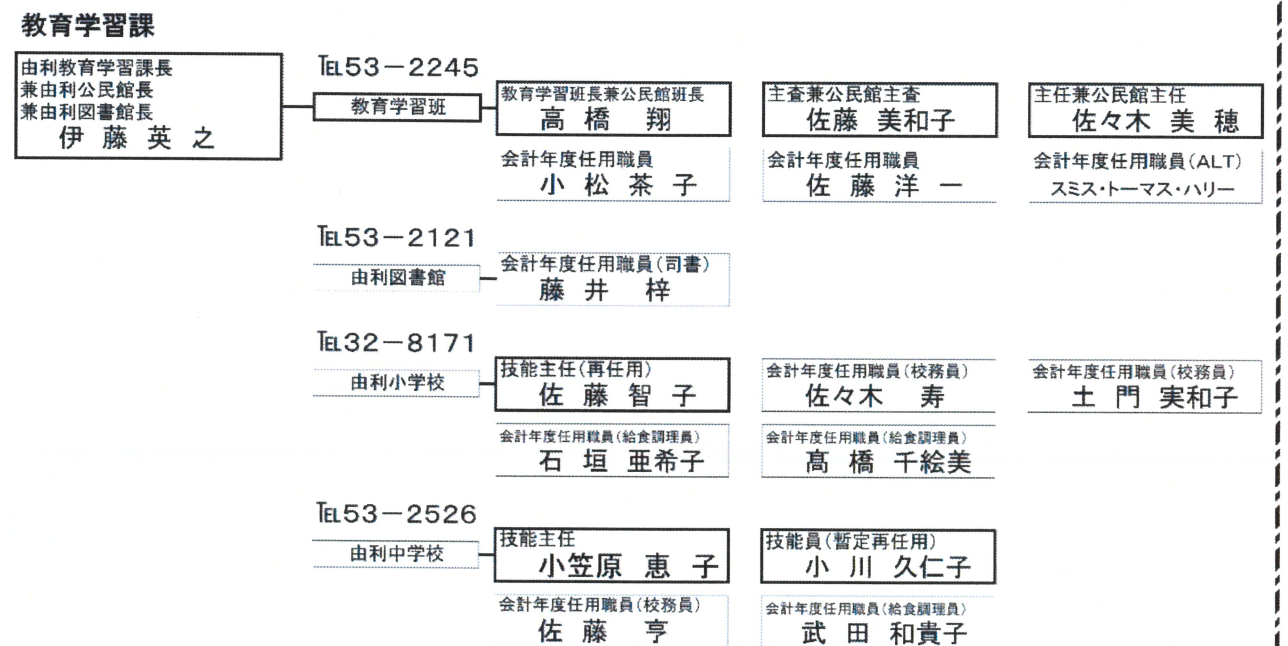 教育学習課
由利教育学習課長
兼由利公民館長
兼由利図書館長
伊藤英之
℡53－2245
教育学習班
教育学習班長兼公民館班長
高橋 翔
主査兼公民館主査
佐藤 美和子
主任兼公民館主任
佐々木 美穂
会計年度任用職員
小松茶子
会計年度任用職員
佐藤洋一
会計年度任用職員(ALT)
スミス・トーマス・ハリー
℡53－2121
由利図書館
会計年度任用職員(司書)
藤井 梓
℡32－8171
由利小学校
技能主任(再任用)
佐藤智子
会計年度任用職員(校務員)
佐々木 寿
会計年度任用職員(校務員)
土門 実和子
会計年度任用職員(給食調理員)
石垣 亜希子
会計年度任用職員(給食調理員)
髙橋 千絵美
℡53－2526
由利中学校
技能主任
小笠原 恵子
技能員(暫定再任用)
小川 久仁子
会計年度任用職員(校務員)
佐藤 亨
会計年度任用職員(給食調理員)
武田 和貴子